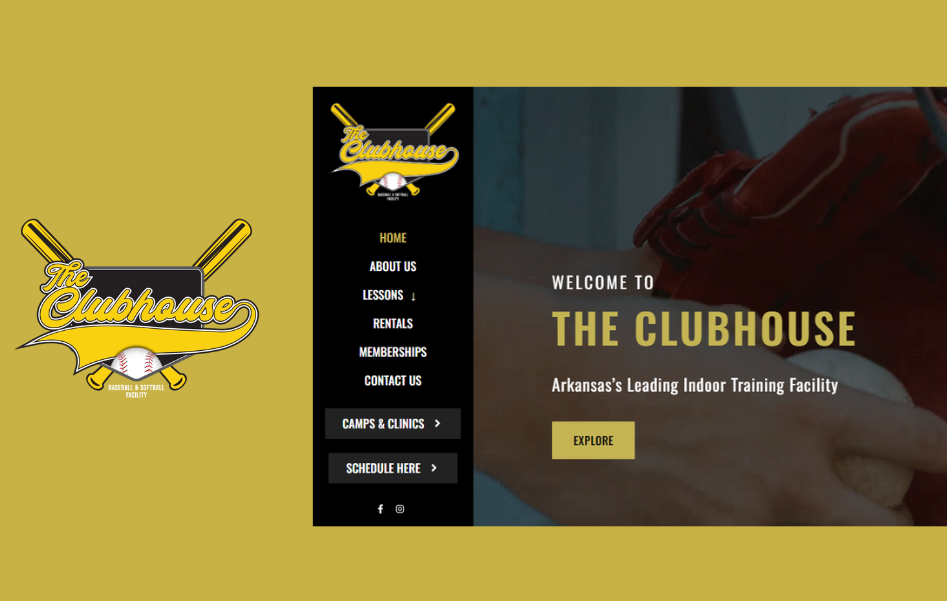 The
Clubhouse
BASEBALL & SOFTBALL
FACILITY
The
Clubhouse
BASEBALL & SOFTBALL
FACILITY
HOME
ABOUT US
LESSONS ↓
RENTALS
MEMBERSHIPS
CONTACT US
CAMPS & CLINICS >
SCHEDULE HERE >
WELCOME TO
THE CLUBHOUSE
Arkansas's Leading Indoor Training Facility
EXPLORE